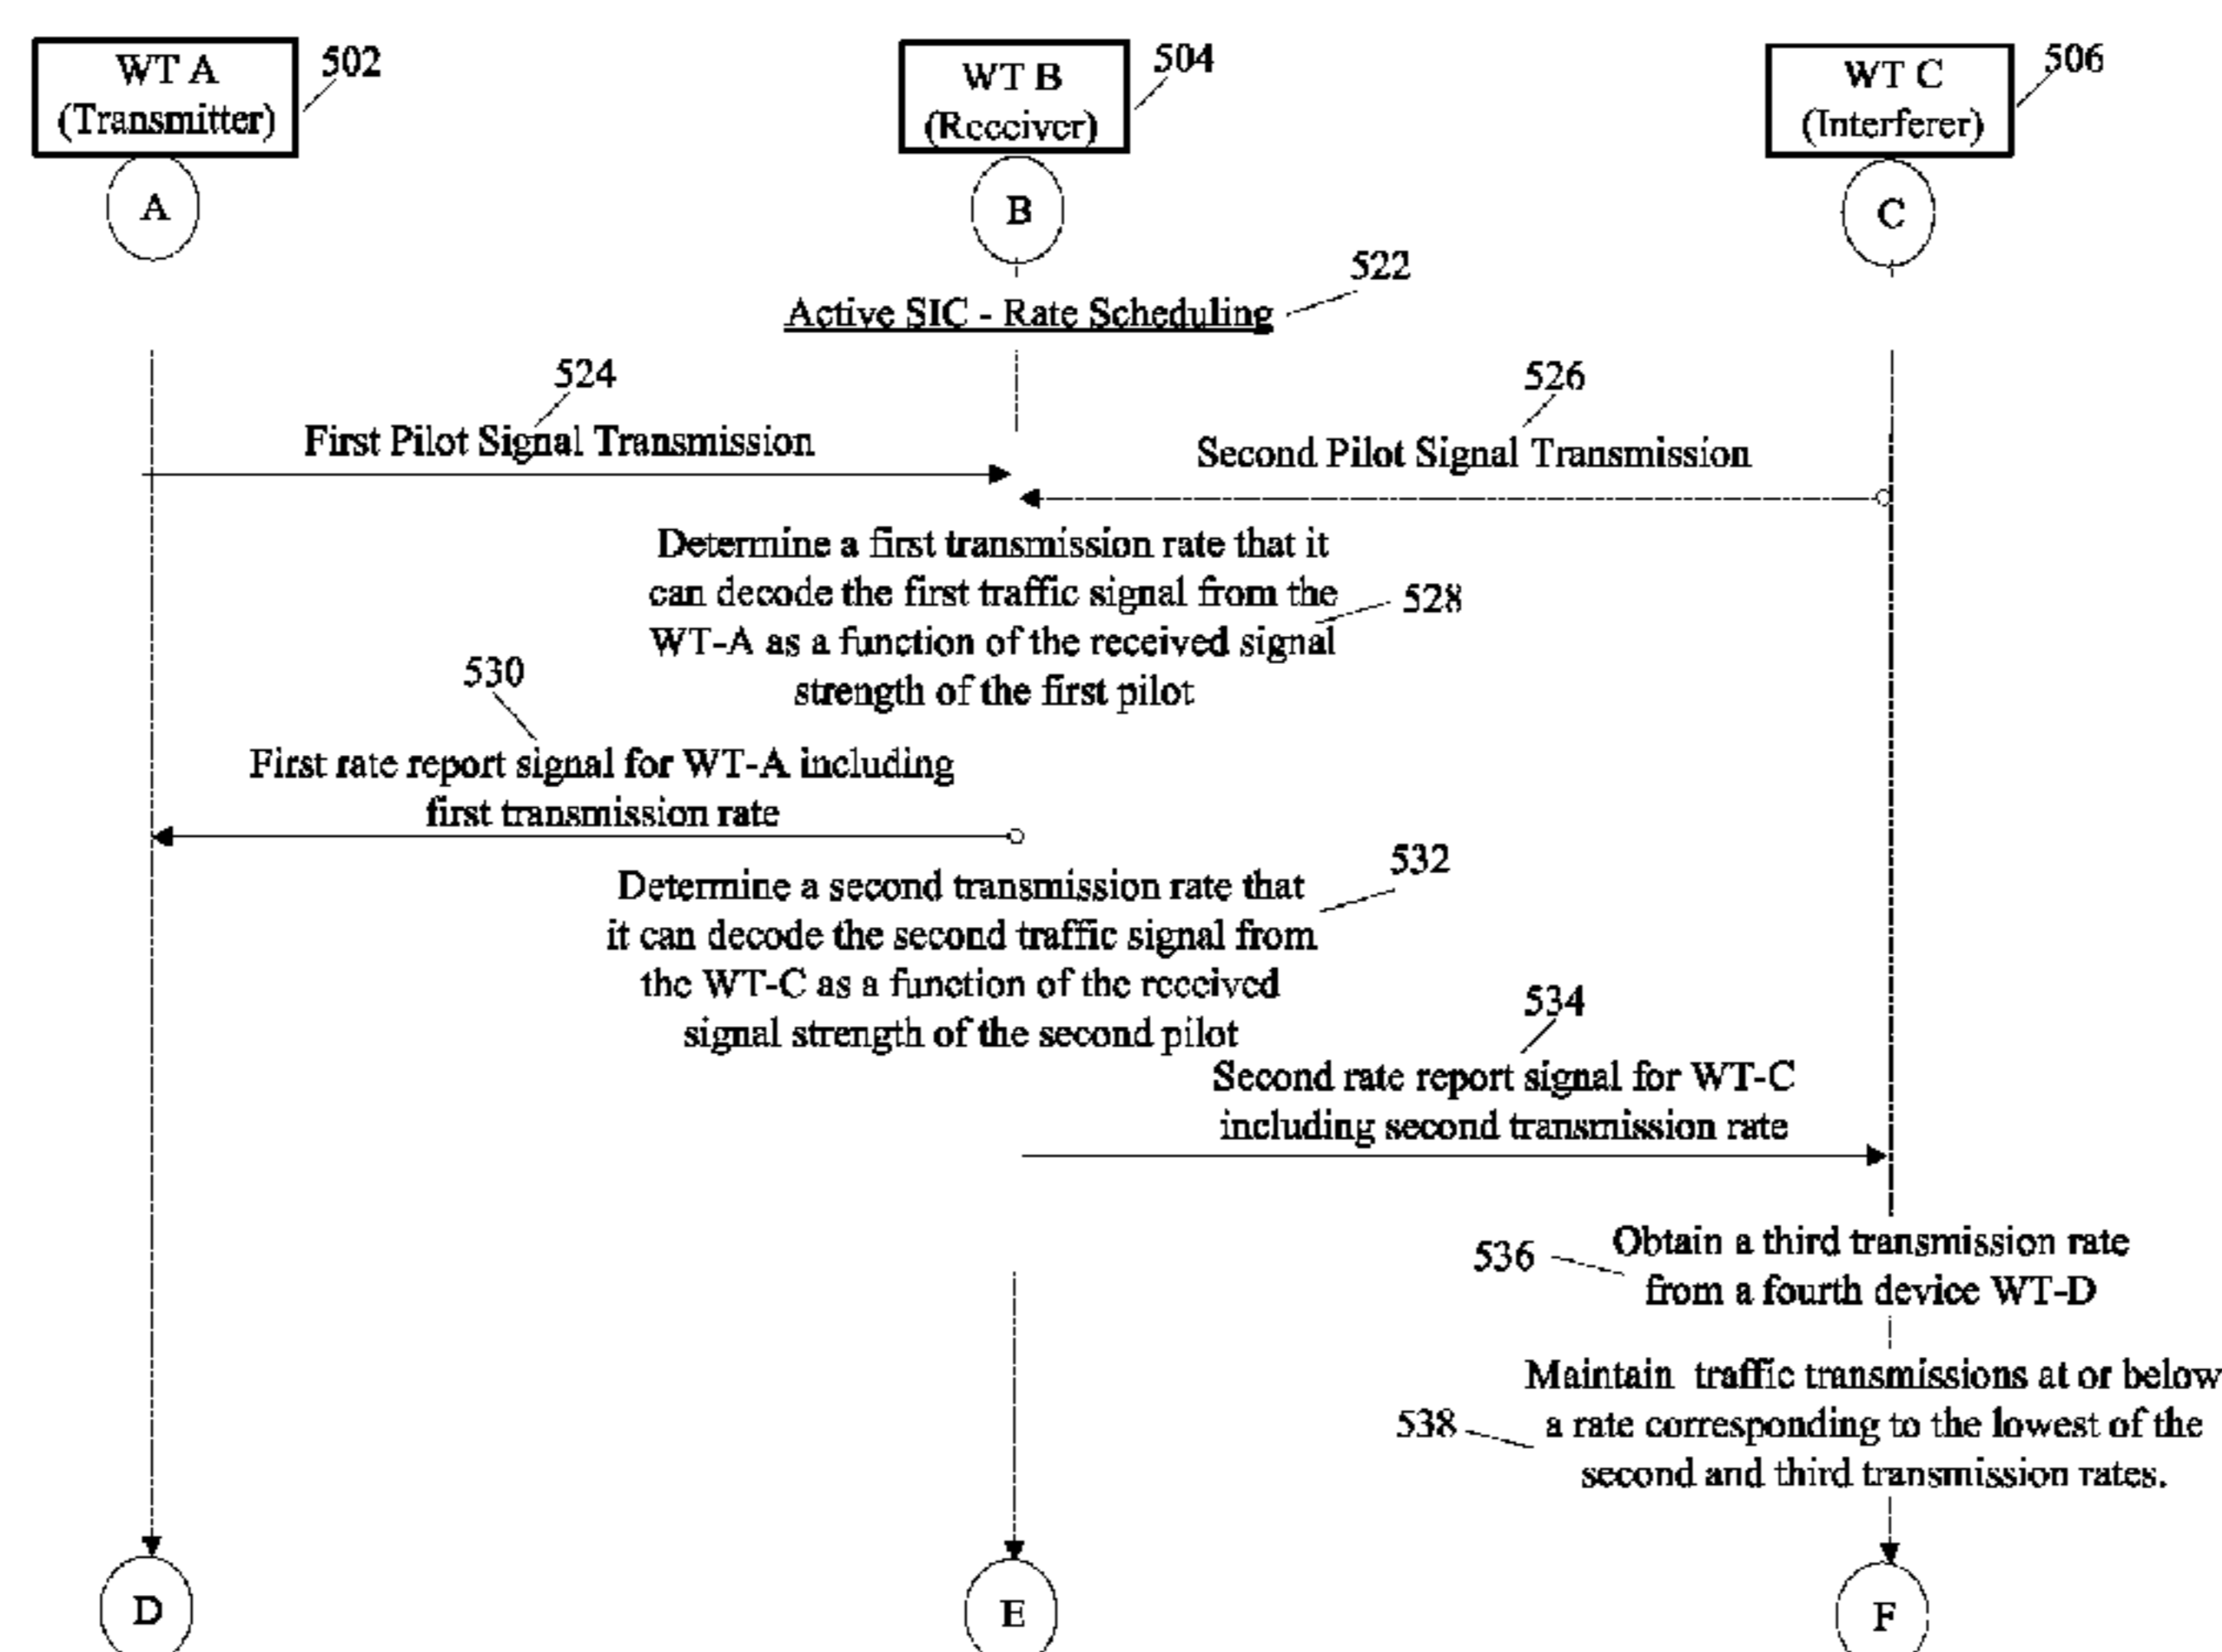 WT A
(Transmitter)
502
WT B
(Receiver)
504
WT C
(Interferer)
506
A
B
C
522
Active SIC - Rate Scheduling
524
First Pilot Signal Transmission
526
Second Pilot Signal Transmission
Determine a first transmission rate that it
can decode the first traffic signal from the
WT-A as a function of the received signal
strength of the first pilot
528
530
First rate report signal for WT-A including
first transmission rate
532
Determine a second transmission rate that
it can decode the second traffic signal from
the WT-C as a function of the received
signal strength of the second pilot
534
Second rate report signal for WT-C
including second transmission rate
536
Obtain a third transmission rate
from a fourth device WT-D
Maintain traffic transmissions at or below
a rate corresponding to the lowest of the
second and third transmission rates.
538
D
E
F